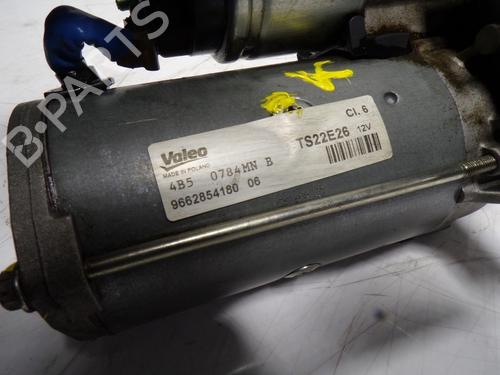 B-PARTS
Valeo
MADE IN POLAND
4B5 0784MN B
9662854180 06
Cl. 6
TS22E26
12V